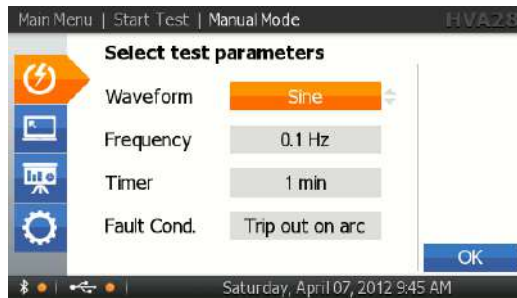 Main Menu | Start Test | Manual Mode HVA28
Select test parameters
Waveform Sine
Frequency 0.1 Hz
Timer 1 min
Fault Cond. Trip out on arc
OK
Saturday, April 07, 2012 9:45 AM